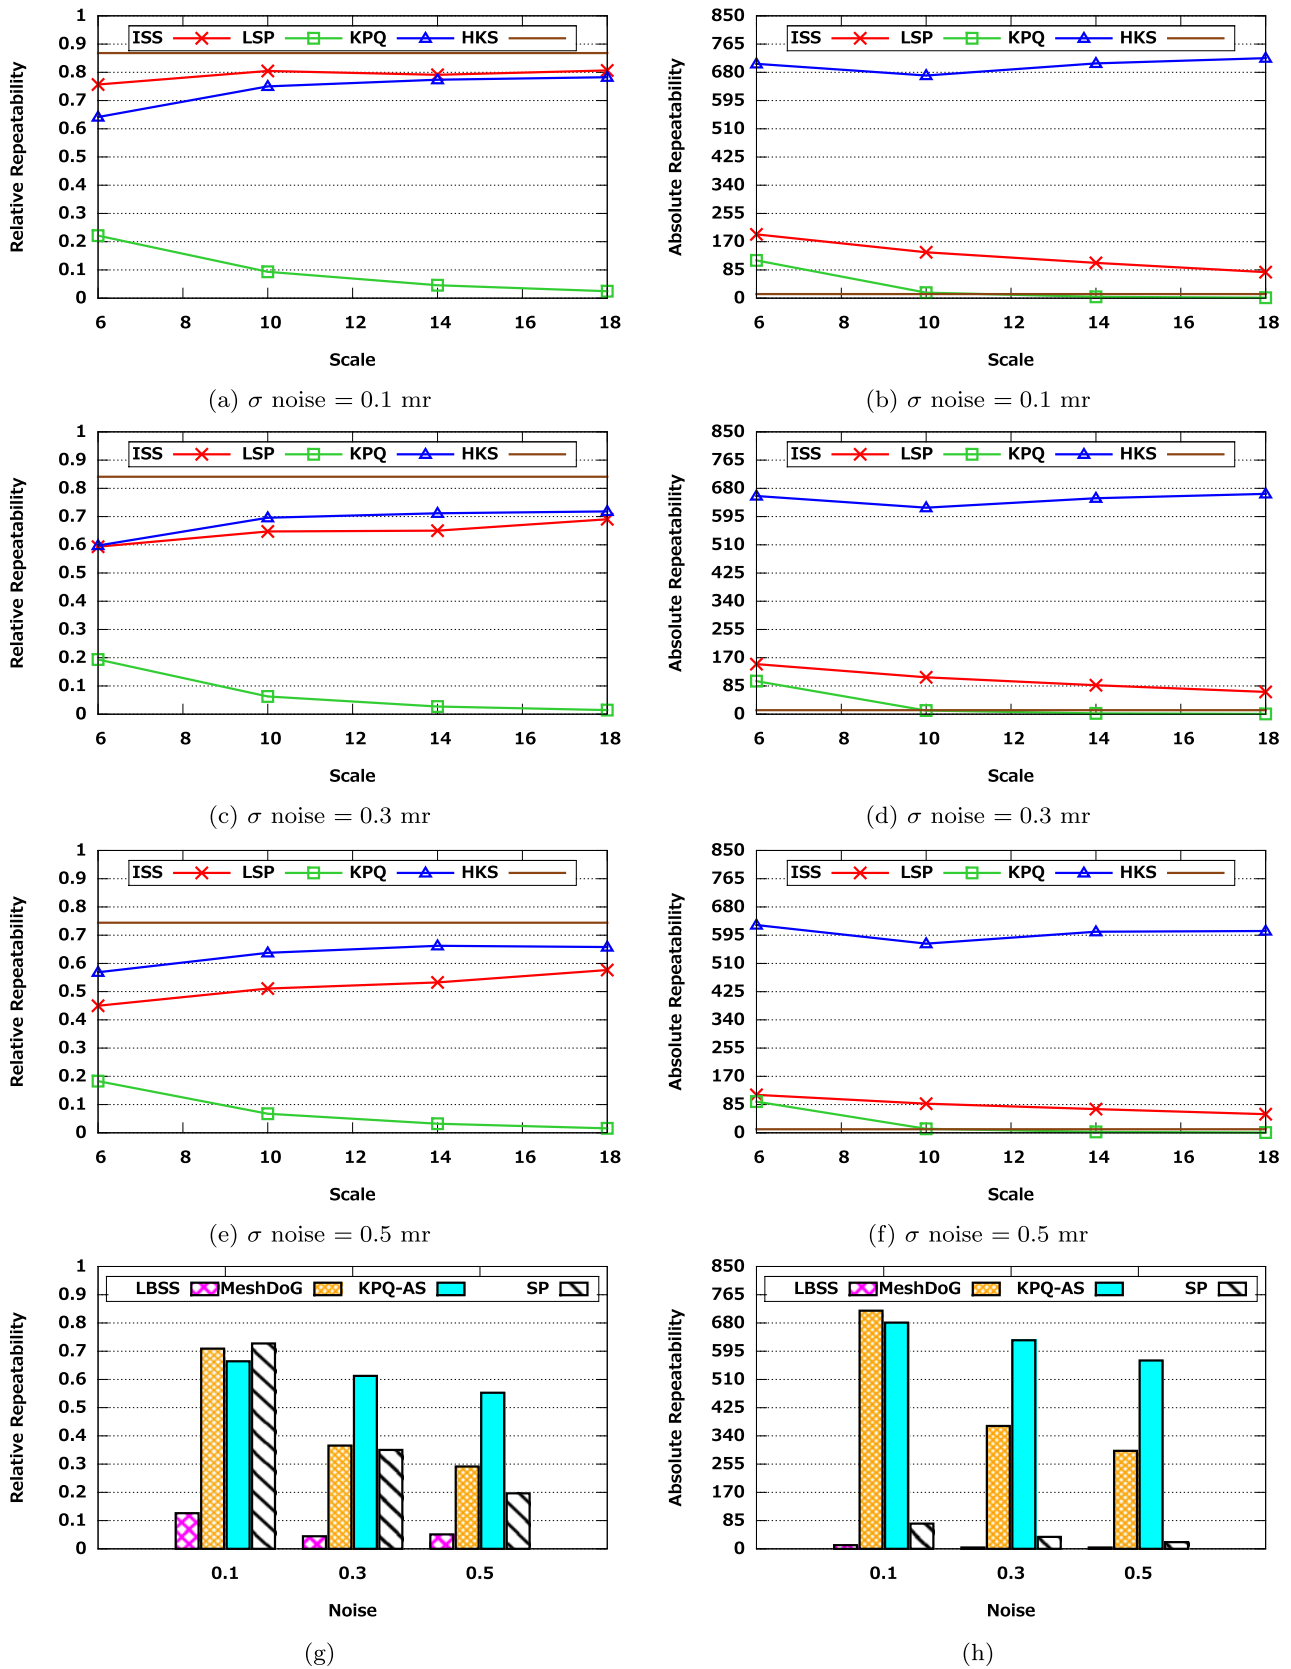 1
0.9
0.8
0.7
0.6
0.5
0.4
0.3
0.2
0.1
0
Relative Repeatability
ISS LSP KPQ HKS
6 8 10 12 14 16 18
Scale
(a) σ noise = 0.1 mr
850
765
680
595
510
425
340
255
170
85
0
Absolute Repeatability
ISS LSP KPQ HKS
6 8 10 12 14 16 18
Scale
(b) σ noise = 0.1 mr
1
0.9
0.8
0.7
0.6
0.5
0.4
0.3
0.2
0.1
0
Relative Repeatability
ISS LSP KPQ HKS
6 8 10 12 14 16 18
Scale
(c) σ noise = 0.3 mr
850
765
680
595
510
425
340
255
170
85
0
Absolute Repeatability
ISS LSP KPQ HKS
6 8 10 12 14 16 18
Scale
(d) σ noise = 0.3 mr
1
0.9
0.8
0.7
0.6
0.5
0.4
0.3
0.2
0.1
0
Relative Repeatability
ISS LSP KPQ HKS
6 8 10 12 14 16 18
Scale
(e) σ noise = 0.5 mr
850
765
680
595
510
425
340
255
170
85
0
Absolute Repeatability
ISS LSP KPQ HKS
6 8 10 12 14 16 18
Scale
(f) σ noise = 0.5 mr
1
0.9
0.8
0.7
0.6
0.5
0.4
0.3
0.2
0.1
0
Relative Repeatability
LBSS MeshDoG KPQ-AS SP
0.1 0.3 0.5
Noise
(g)
850
765
680
595
510
425
340
255
170
85
0
Absolute Repeatability
LBSS MeshDoG KPQ-AS SP
0.1 0.3 0.5
Noise
(h)